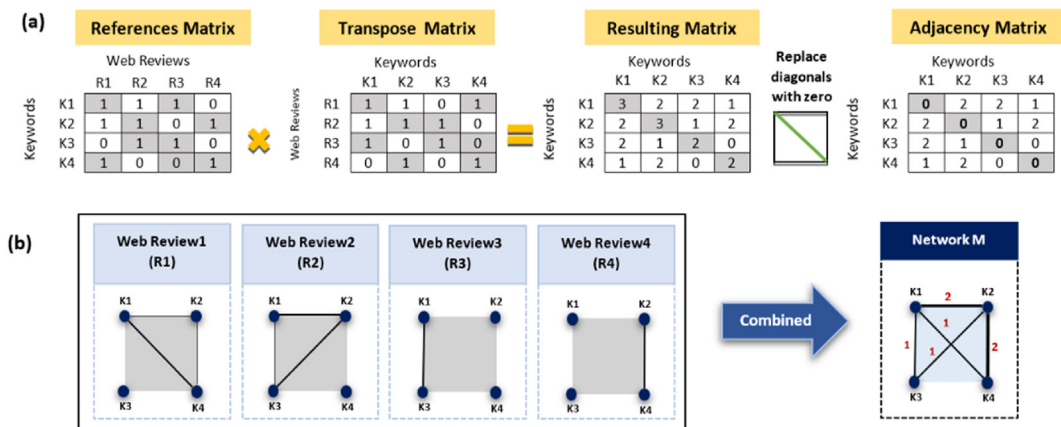 (a)
References Matrix
Web Reviews
R1 R2 R3 R4
Keywords
K1 1 1 1 0
K2 1 1 0 1
K3 0 1 1 0
K4 1 0 0 1
Transpose Matrix
Keywords
K1 K2 K3 K4
Web Reviews
R1 1 1 0 1
R2 1 1 1 0
R3 1 0 1 0
R4 0 1 0 1
Resulting Matrix
Keywords
K1 K2 K3 K4
Keywords
K1 3 2 2 1
K2 2 3 1 2
K3 2 1 2 0
K4 1 2 0 2
Replace
diagonals
with zero
Adjacency Matrix
Keywords
K1 K2 K3 K4
Keywords
K1 0 2 2 1
K2 2 0 1 2
K3 2 1 0 0
K4 1 2 0 0
(b)
Web Review1
(R1)
K1 K2
K3 K4
Web Review2
(R2)
K1 K2
K3 K4
Web Review3
(R3)
K1 K2
K3 K4
Web Review4
(R4)
K1 K2
K3 K4
Combined
Network M
K1 2 K2
1
1 1 2
K3 K4